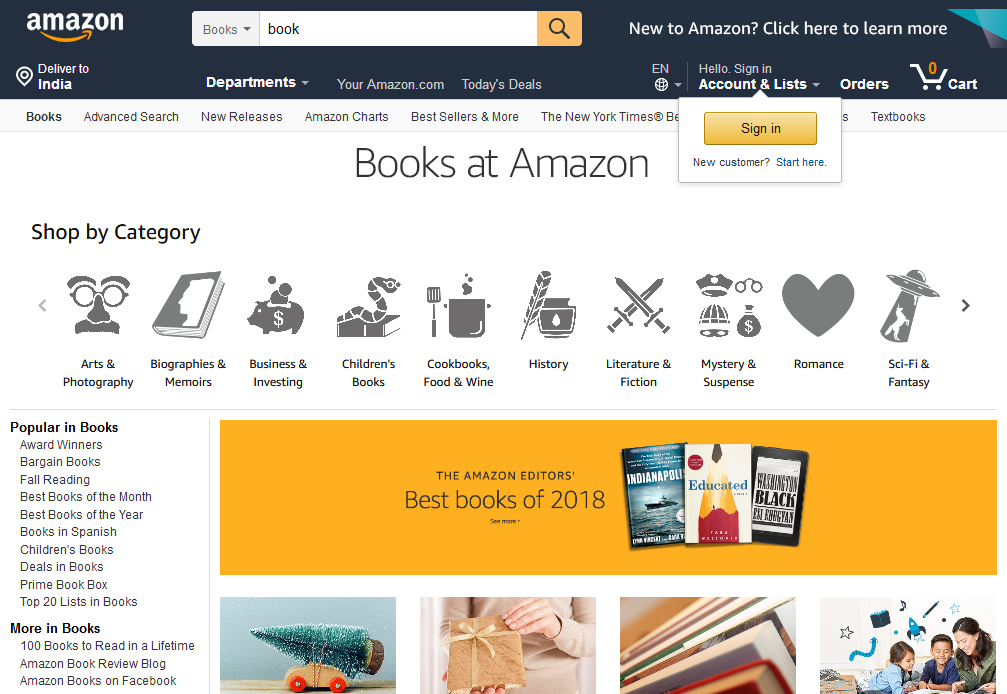 amazon
Books
book
New to Amazon? Click here to learn more
Deliver to
India
Departments
Your Amazon.com
Today's Deals
EN
Hello. Sign in
Account & Lists
Orders
0
Cart
Books
Advanced Search
New Releases
Amazon Charts
Best Sellers & More
The New York Times® Be
s
Textbooks
Sign in
New customer? Start here.
Books at Amazon
Shop by Category
$
$
Arts &
Photography
Biographies &
Memoirs
Business &
Investing
Children's
Books
Cookbooks,
Food & Wine
History
Literature &
Fiction
Mystery &
Suspense
Romance
Sci-Fi &
Fantasy
Popular in Books
Award Winners
Bargain Books
Fall Reading
Best Books of the Month
Best Books of the Year
Books in Spanish
Children's Books
Deals in Books
Prime Book Box
Top 20 Lists in Books
More in Books
100 Books to Read in a Lifetime
Amazon Book Review Blog
Amazon Books on Facebook
THE AMAZON EDITORS'
Best books of 2018
See more
INDIANAPOLIS
LYNN VINCENT
Educated
TARA
WESTOVER
WASHINGTON
BLACK
ESI EDUGYAN